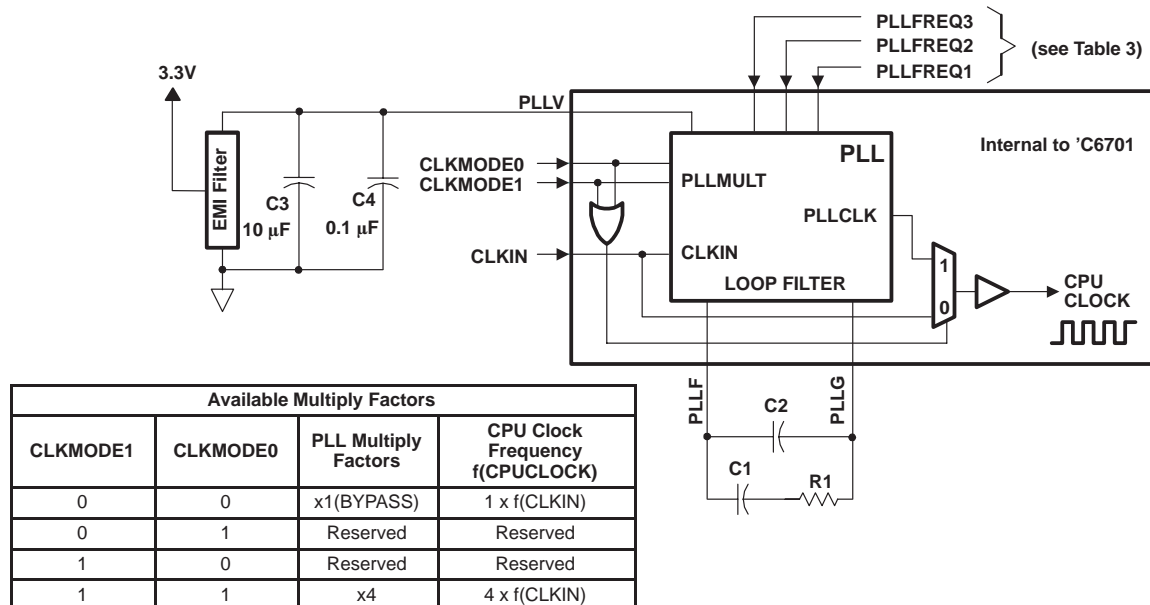 PLLFREQ3
PLLFREQ2
PLLFREQ1
(see Table 3)
3.3V
PLLV
Internal to ’C6701
EMI Filter
C3
10 μF
C4
0.1 μF
CLKMODE0
CLKMODE1
CLKIN
PLL
PLLMULT
PLLCLK
CLKIN
LOOP FILTER
1
0
CPU
CLOCK
PLLF
PLLG
C2
C1
R1
Available Multiply Factors
CLKMODE1 CLKMODE0 PLL Multiply Factors CPU Clock Frequency f(CPUCLOCK)
0 0 x1(BYPASS) 1 x f(CLKIN)
0 1 Reserved Reserved
1 0 Reserved Reserved
1 1 x4 4 x f(CLKIN)